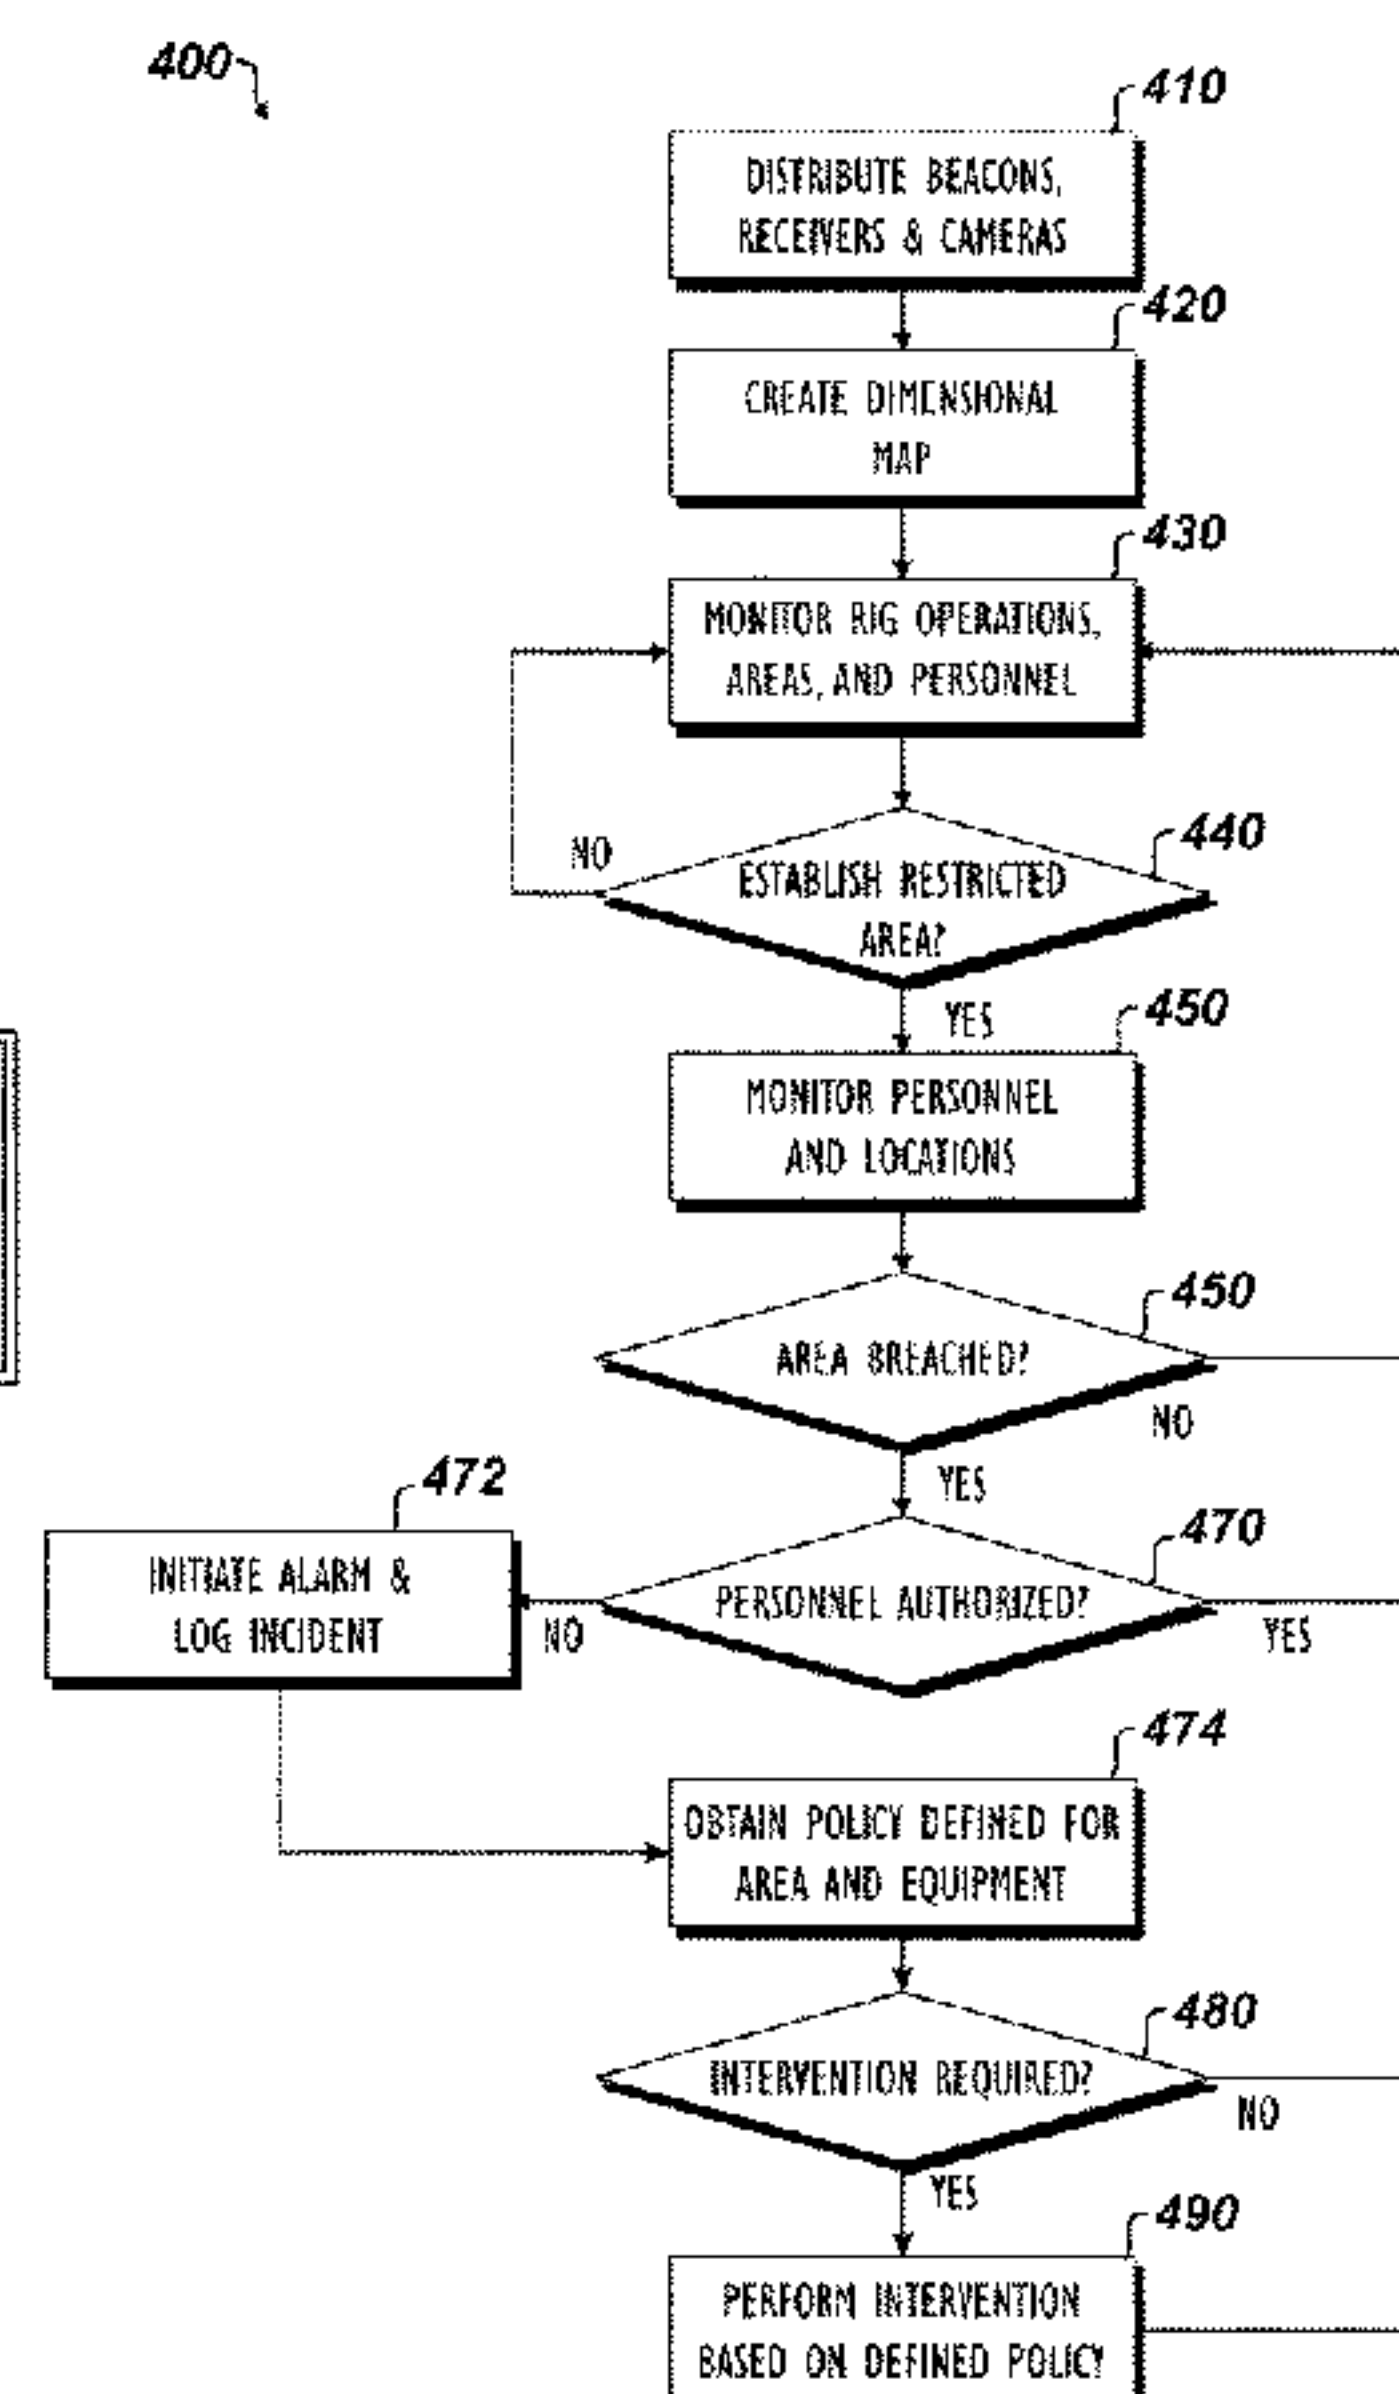 400
410
DISTRIBUTE BEACONS,
RECEIVERS & CAMERAS
420
CREATE DIMENSIONAL
MAP
430
MONITOR RIG OPERATIONS,
AREAS, AND PERSONNEL
440
NO
ESTABLISH RESTRICTED
AREA?
YES
450
MONITOR PERSONNEL
AND LOCATIONS
450
AREA BREACHED?
NO
YES
472
INITIATE ALARM &
LOG INCIDENT
NO
470
PERSONNEL AUTHORIZED?
YES
474
OBTAIN POLICY DEFINED FOR
AREA AND EQUIPMENT
480
INTERVENTION REQUIRED?
NO
YES
490
PERFORM INTERVENTION
BASED ON DEFINED POLICY